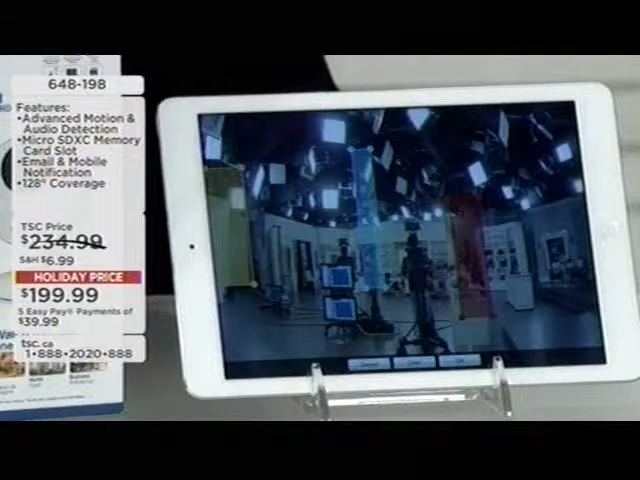 648-198
Features:
•Advanced Motion &
Audio Detection
•Micro SDXC Memory
Card Slot
•Email & Mobile
Notification
•128° Coverage
TSC Price
$234.99
S&H $6.99
HOLIDAY PRICE
$199.99
5 Easy Pay® Payments of
$39.99
tsc.ca
1•888•2020•888